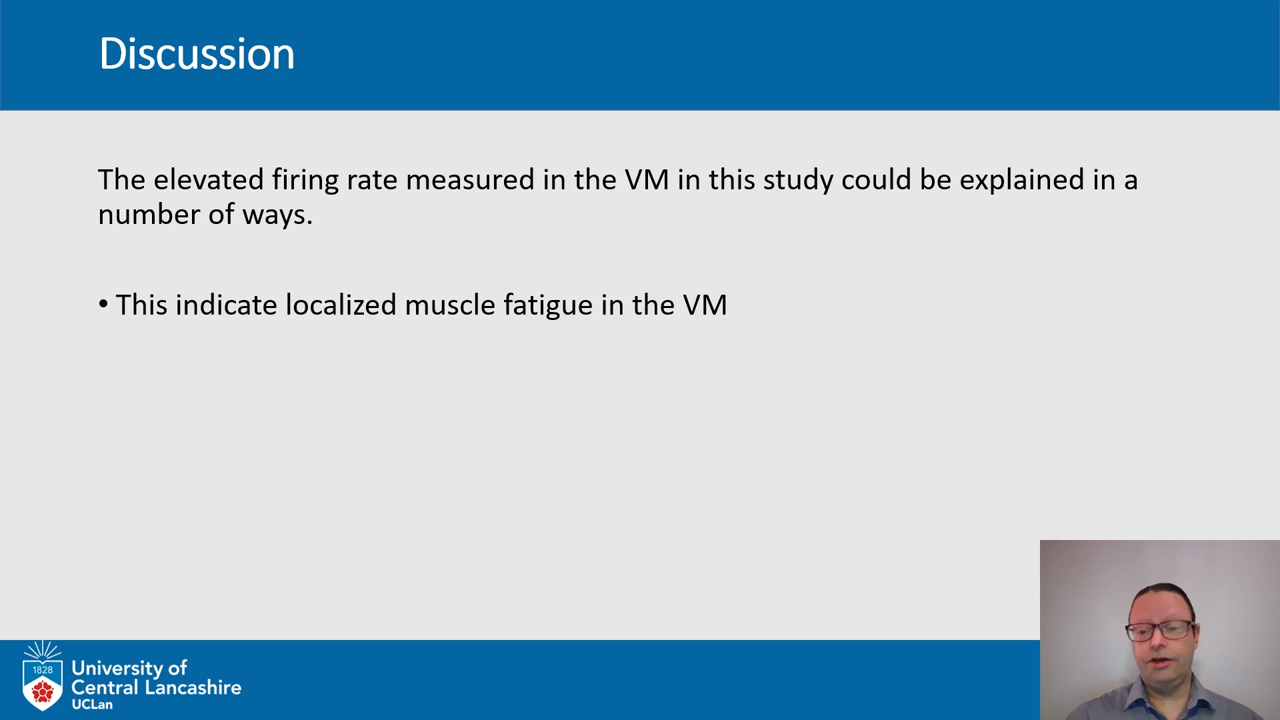 Discussion
The elevated firing rate measured in the VM in this study could be explained in a
number of ways.
• This indicate localized muscle fatigue in the VM
1828
University of
Central Lancashire
UCLan